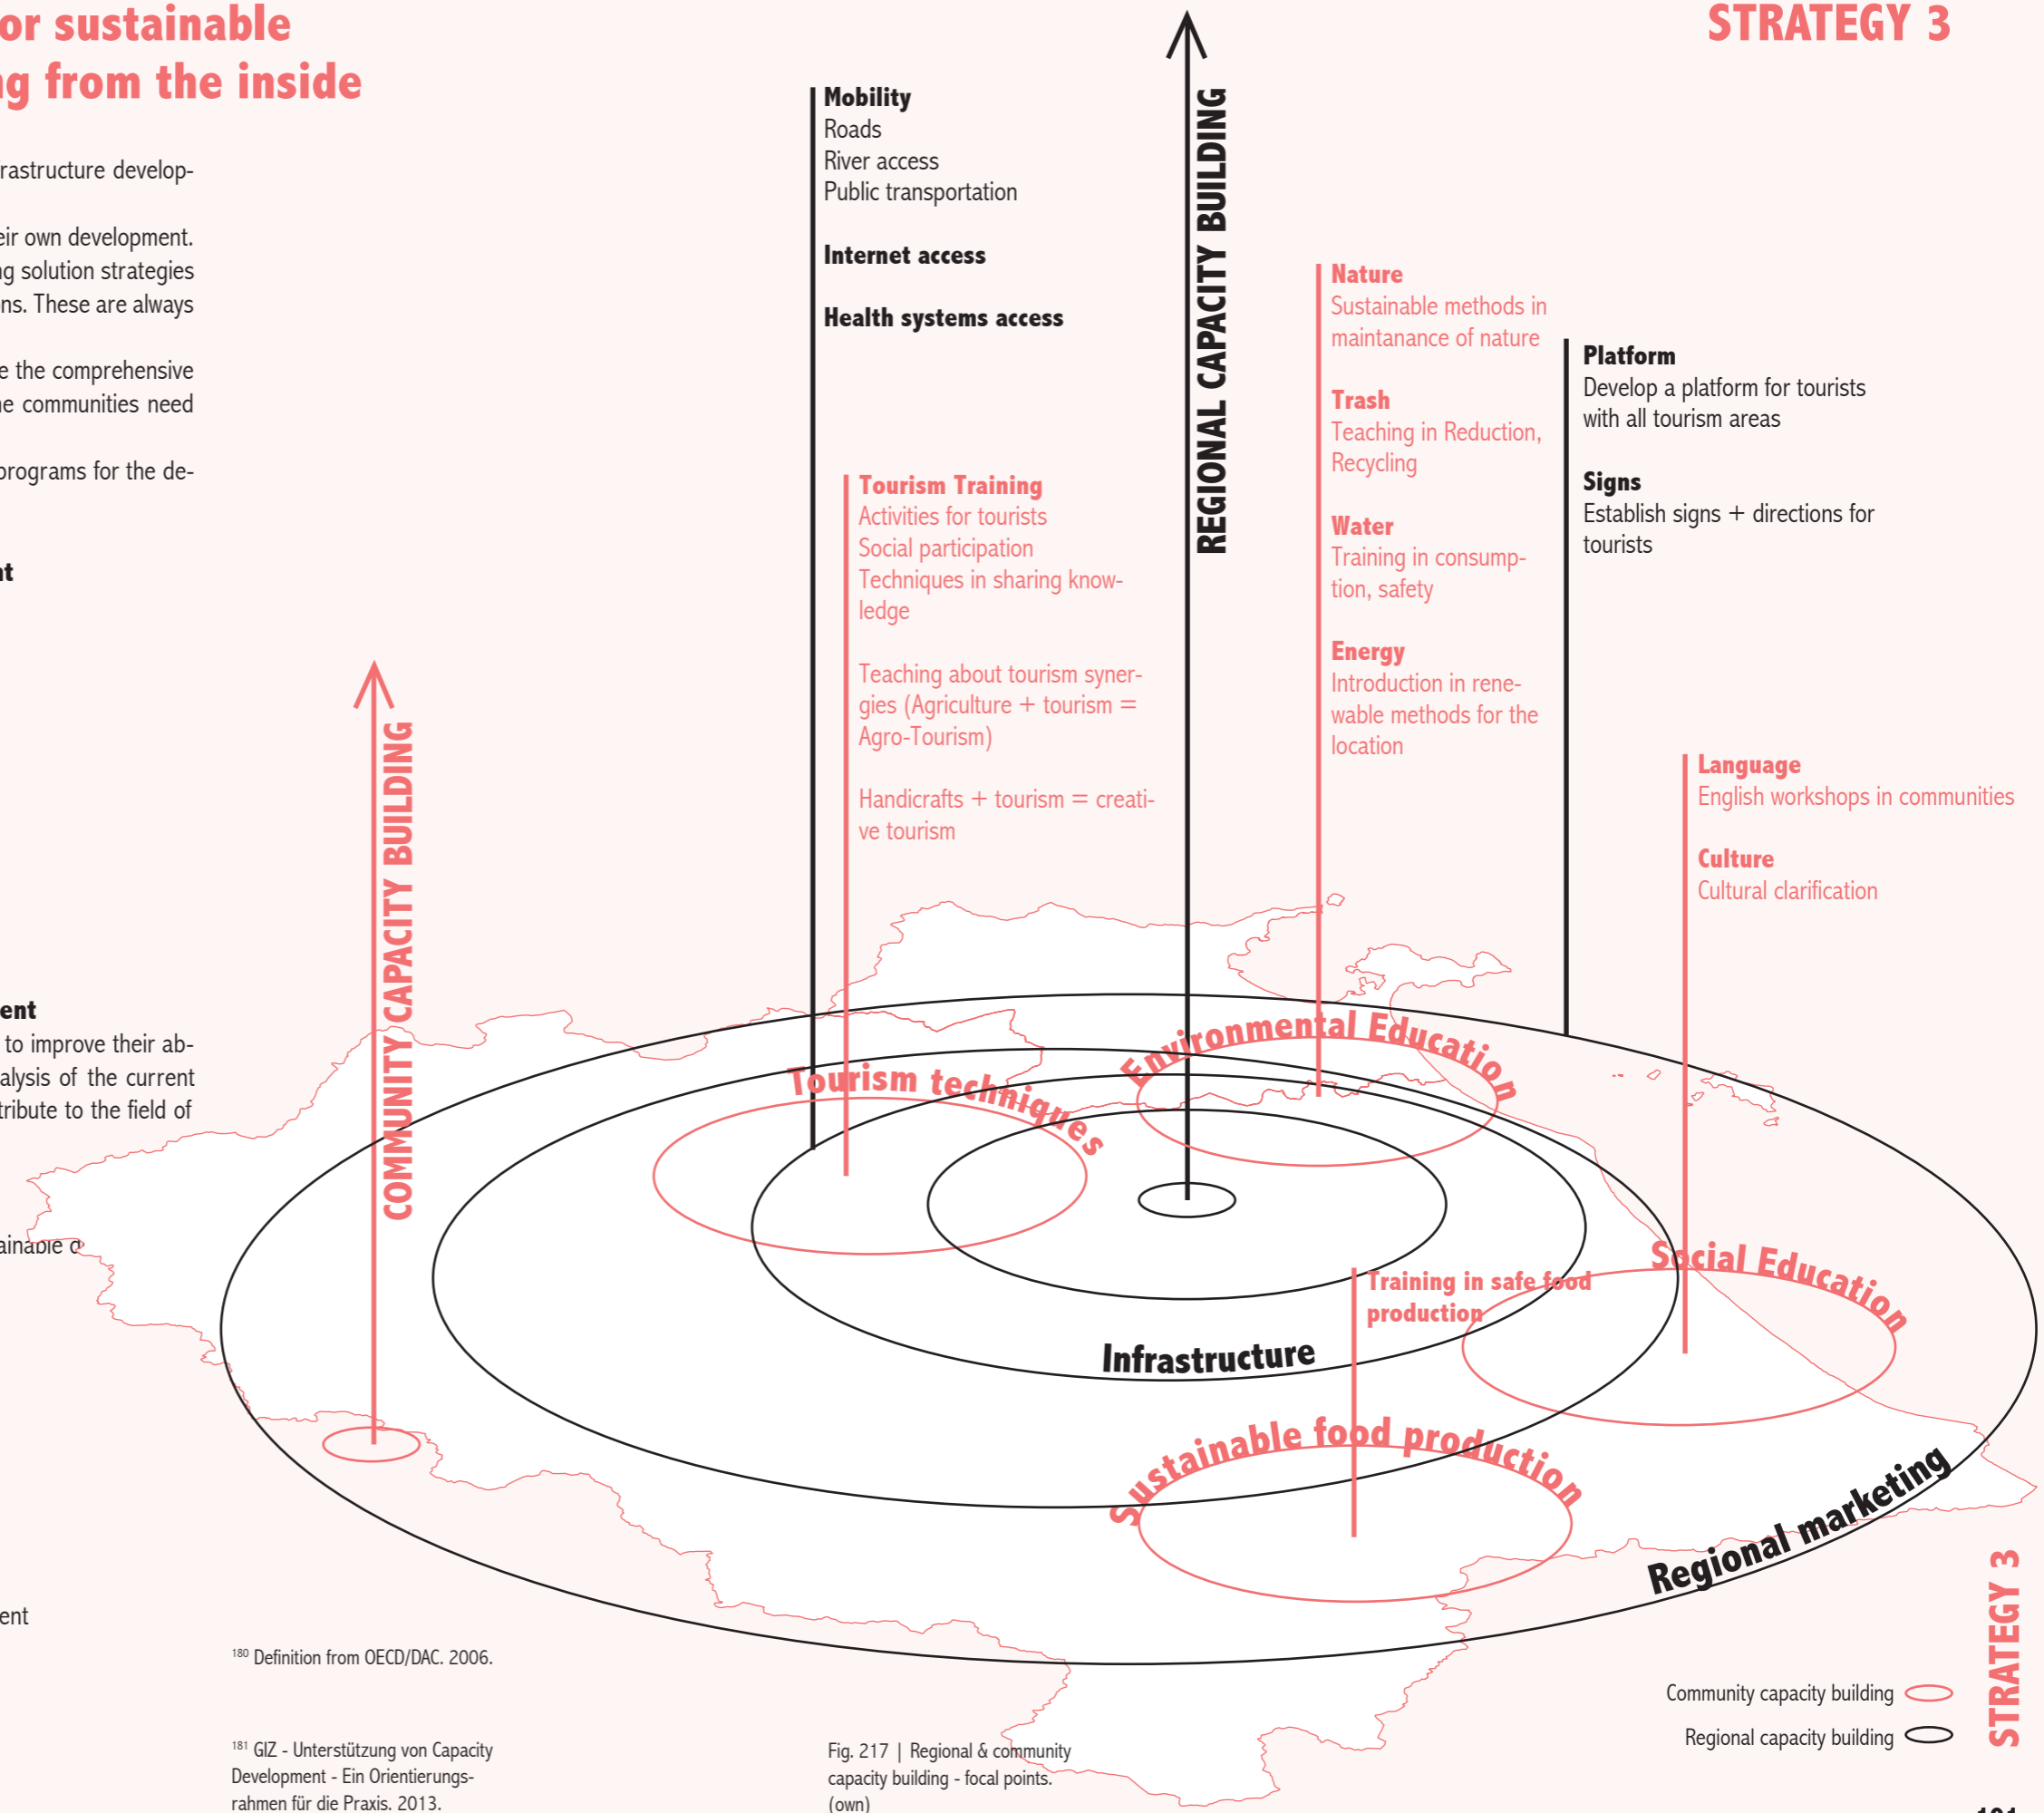 or sustainable
ng from the inside
STRATEGY 3
frastructure develop-
eir own development.
ng solution strategies
ons. These are always
e the comprehensive
he communities need
programs for the de-
nt
ent
to improve their ab-
alysis of the current
tribute to the field of
ainable d
ent
Mobility
Roads
River access
Public transportation
Internet access
Health systems access
REGIONAL CAPACITY BUILDING
Nature
Sustainable methods in
maintanance of nature
Trash
Teaching in Reduction,
Recycling
Water
Training in consump-
tion, safety
Energy
Introduction in rene-
wable methods for the
location
Platform
Develop a platform for tourists
with all tourism areas
Signs
Establish signs + directions for
tourists
Tourism Training
Activities for tourists
Social participation
Techniques in sharing know-
ledge
Teaching about tourism syner-
gies (Agriculture + tourism =
Agro-Tourism)
Handicrafts + tourism = creati-
ve tourism
COMMUNITY CAPACITY BUILDING
Language
English workshops in communities
Culture
Cultural clarification
Environmental Education
Tourism techniques
Social Education
Training in safe food
production
Infrastructure
Sustainable food production
Regional marketing
180 Definition from OECD/DAC. 2006.
181 GIZ - Unterstützung von Capacity
Development - Ein Orientierungs-
rahmen für die Praxis. 2013.
Fig. 217 | Regional & community
capacity building - focal points.
(own)
Community capacity building
Regional capacity building
STRATEGY 3